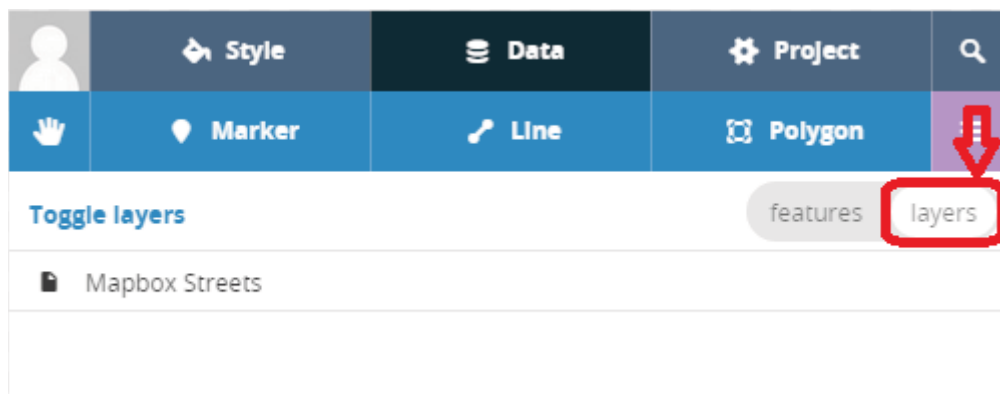 Style Data Project
Marker Line Polygon
Toggle layers features layers
Mapbox Streets